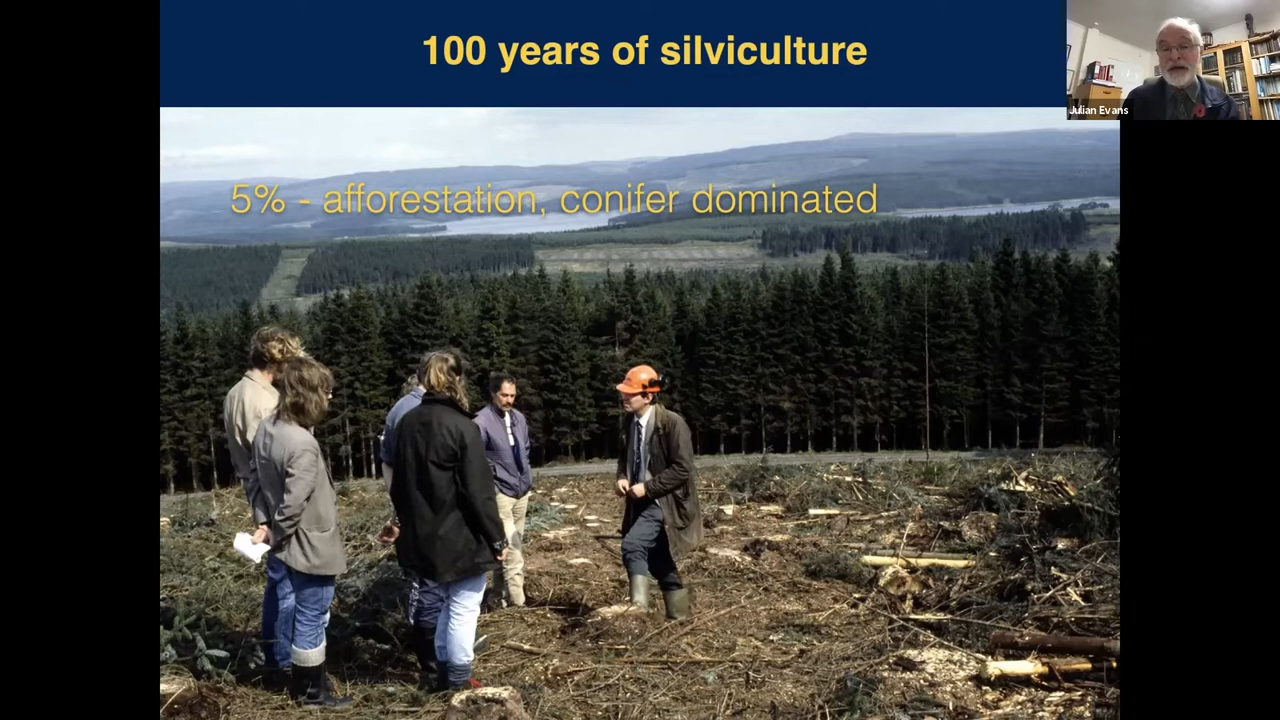 100 years of silviculture
5% - afforestation, conifer dominated
Julian Evans